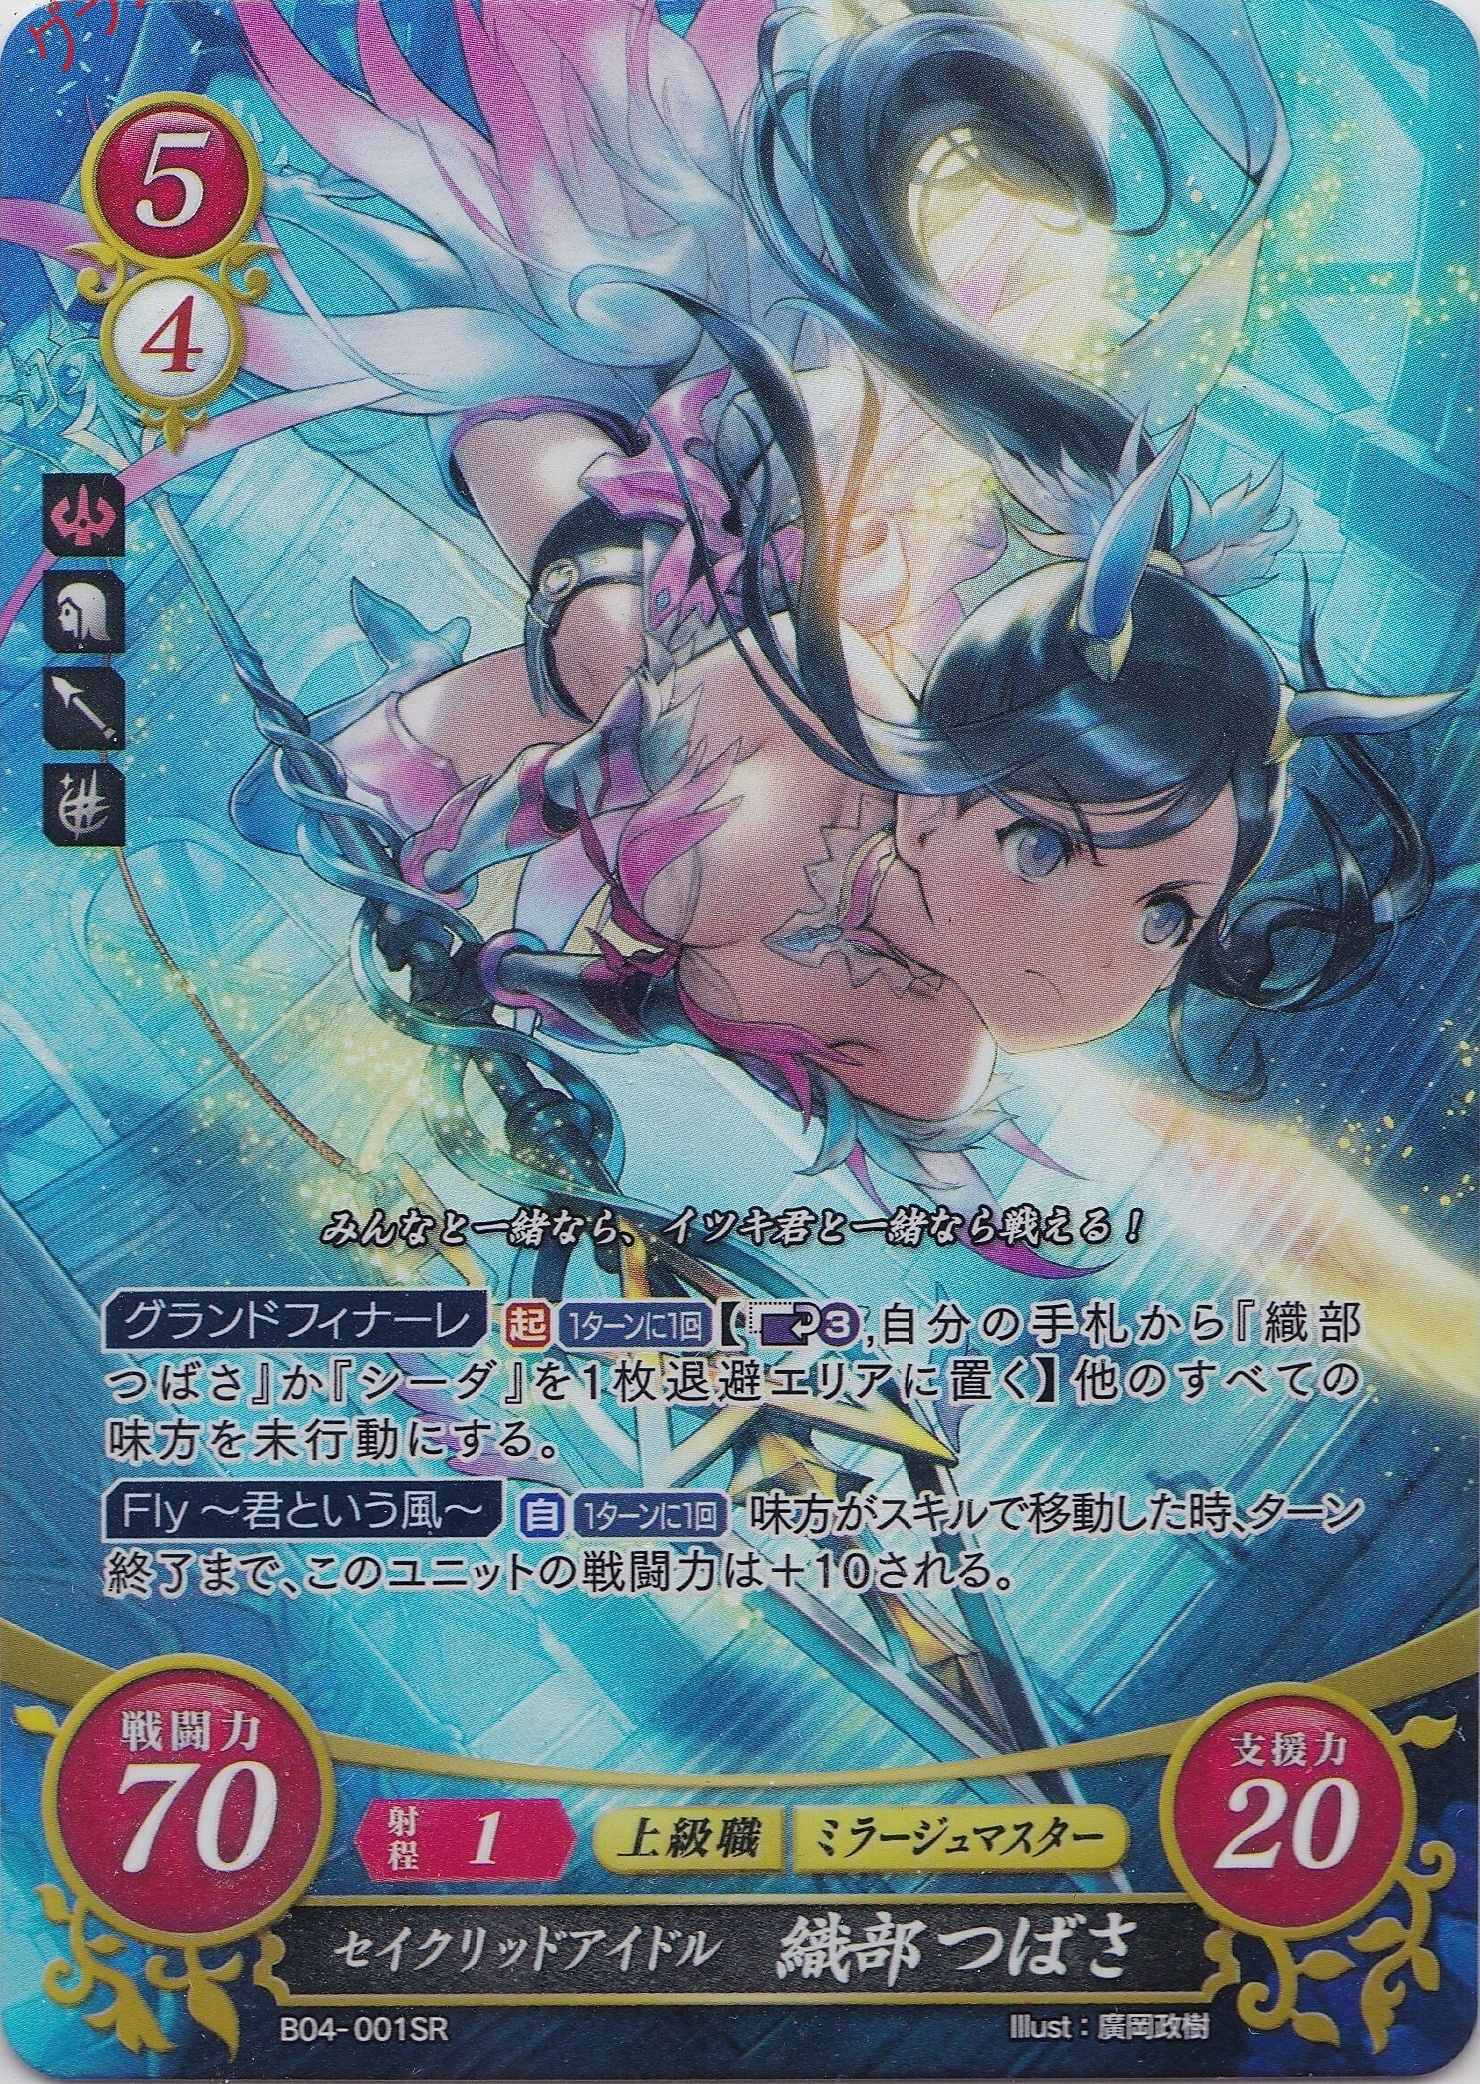 グラ
5
4
みんなと一緒なら、イツキ君と一緒なら戦える！
グランドフィナーレ 起 1ターンに1回【3,自分の手札から『織部
つばさ』か『シーダ』を1枚退避エリアに置く】他のすべての
味方を未行動にする。
Fly ～君という風～ 自 1ターンに1回 味方がスキルで移動した時、ターン
終了まで、このユニットの戦闘力は＋10される。
戦闘力
70
射程 1 上級職 ミラージュマスター
支援力
20
セイクリッドアイドル 織部 つばさ
B04-001SR Illust：廣岡政樹